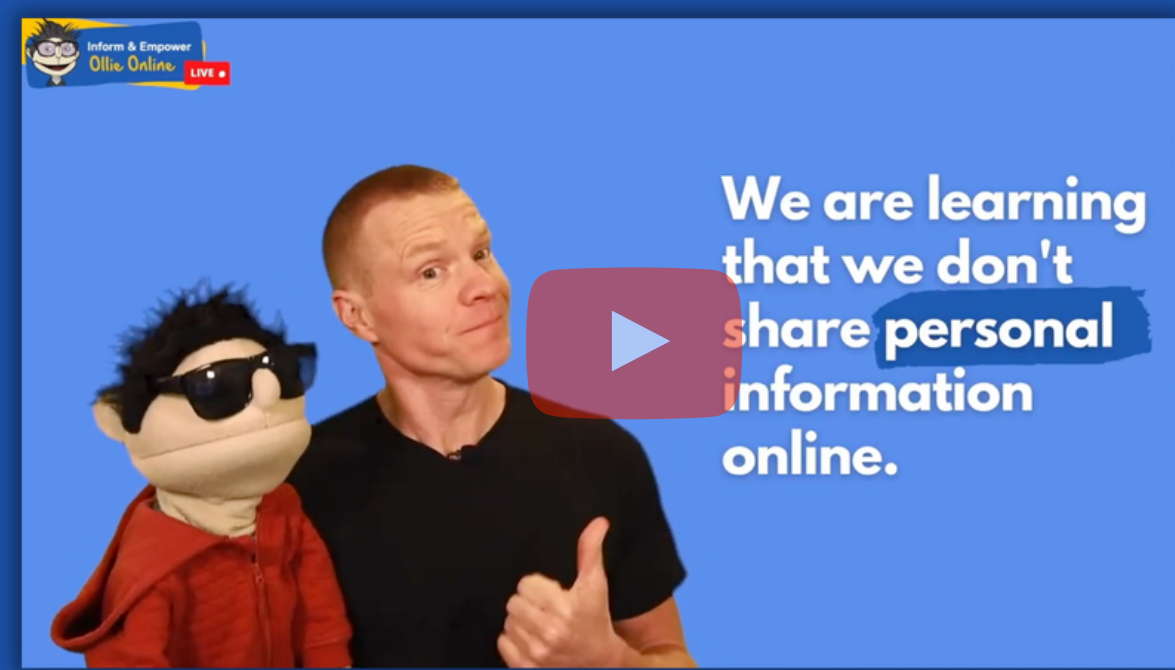 Inform & Empower
Ollie Online
LIVE
We are learning
that we don't
share personal
information
online.